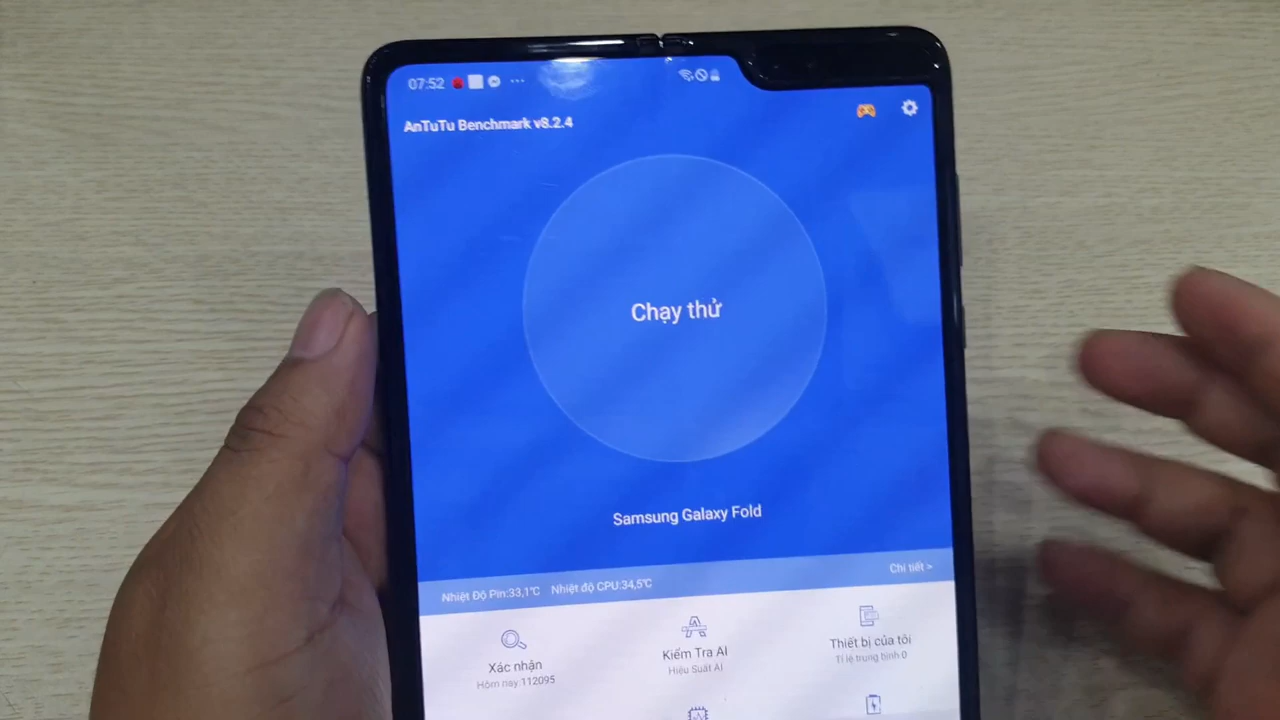 07:52
AnTuTu Benchmark v8.2.4
Chạy thử
Samsung Galaxy Fold
Nhiệt Độ Pin:33,1℃ Nhiệt độ CPU:34,5℃
Chi tiết >
Xác nhận
Hôm nay 112095
Kiểm Tra AI
Hiệu Suất AI
Thiết bị của tôi
Tỉ lệ trung bình 0